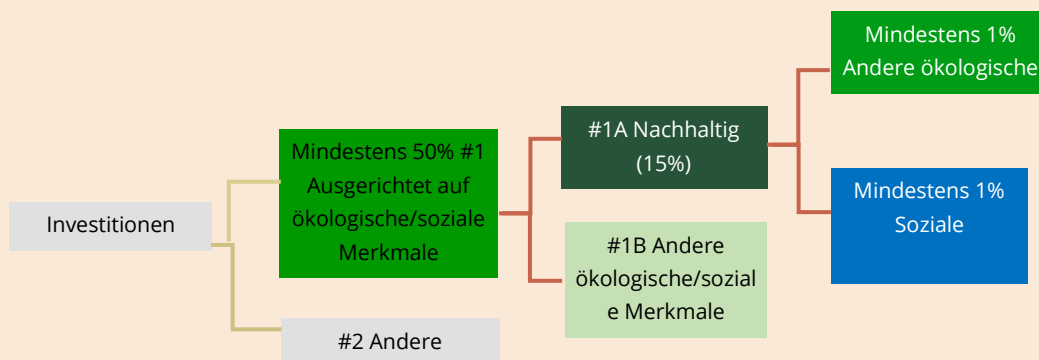 Investitionen
Mindestens 50% #1
Ausgerichtet auf
ökologische/soziale
Merkmale
#2 Andere
#1A Nachhaltig
(15%)
#1B Andere
ökologische/sozial
e Merkmale
Mindestens 1%
Andere ökologische
Mindestens 1%
Soziale